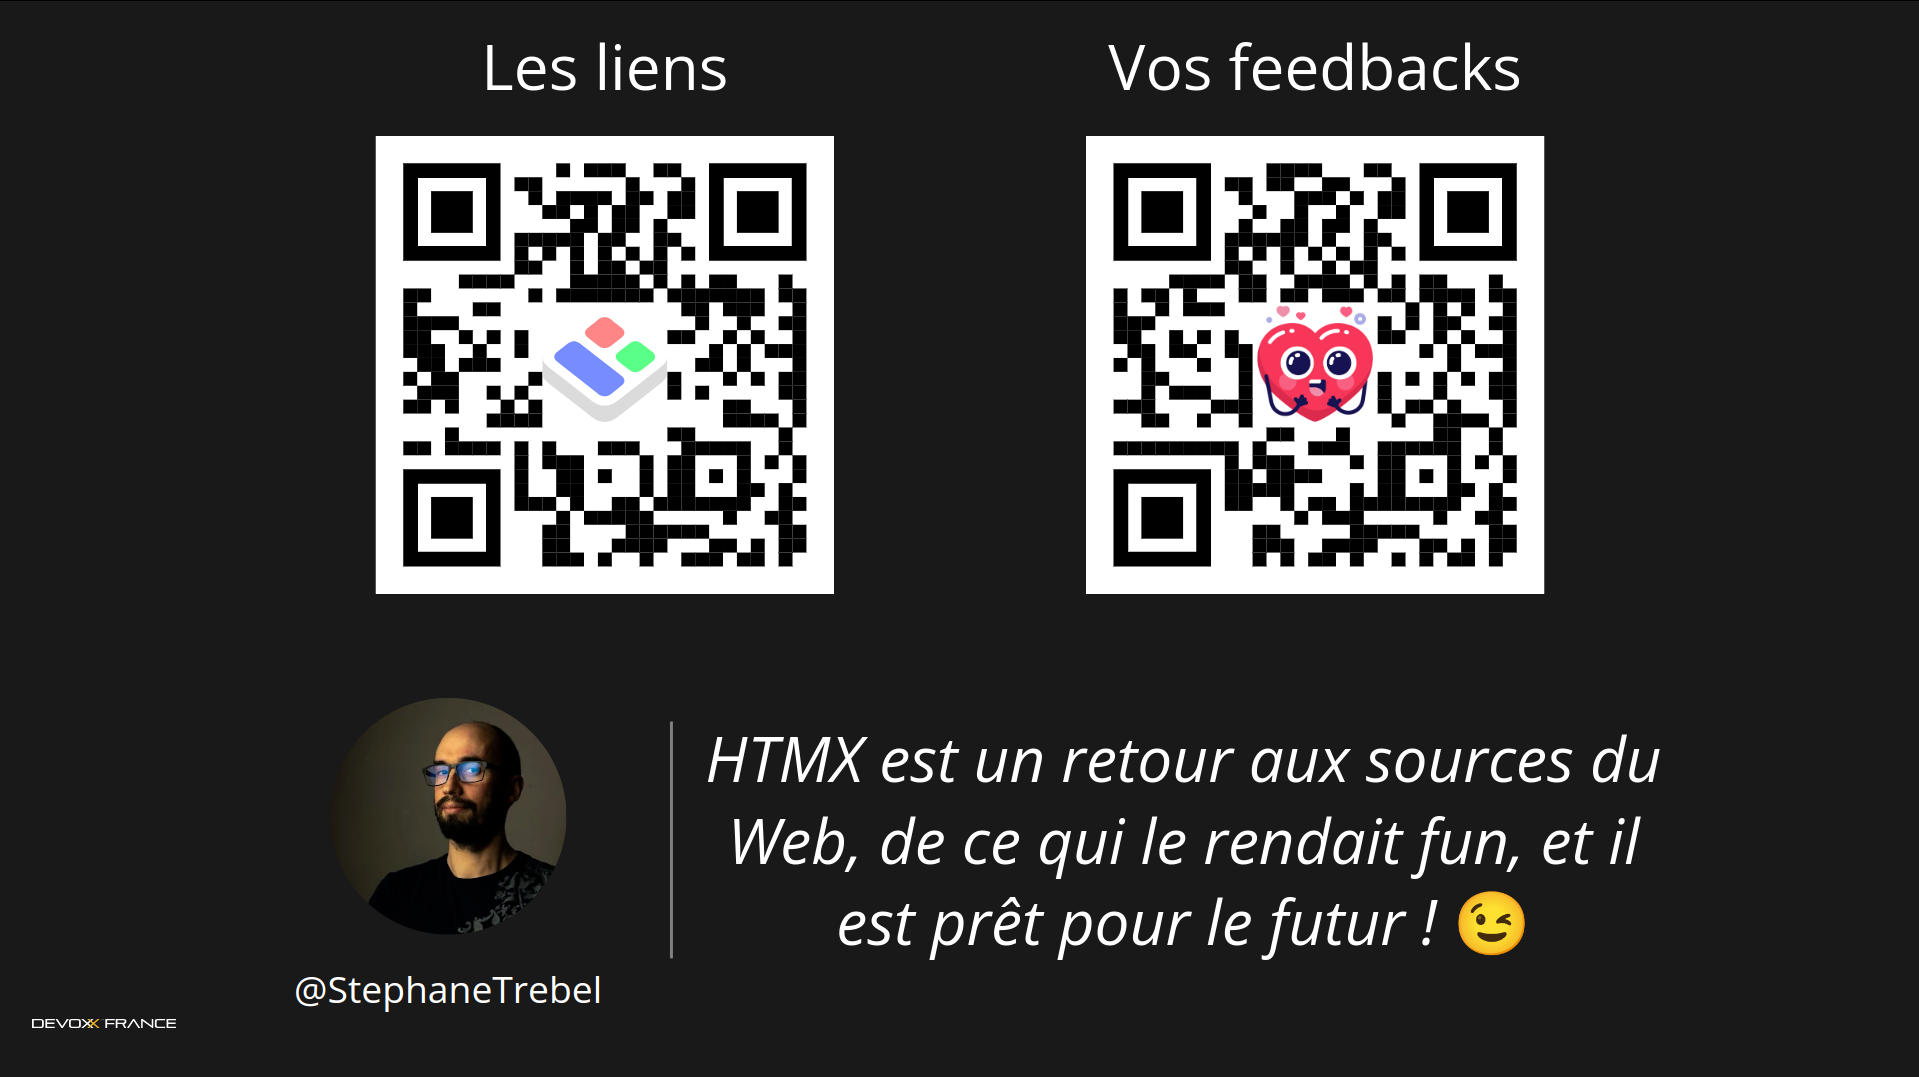 Les liens
Vos feedbacks
HTMX est un retour aux sources du
Web, de ce qui le rendait fun, et il
est prêt pour le futur ! 😉
@StephaneTrebel
DEVOXX FRANCE